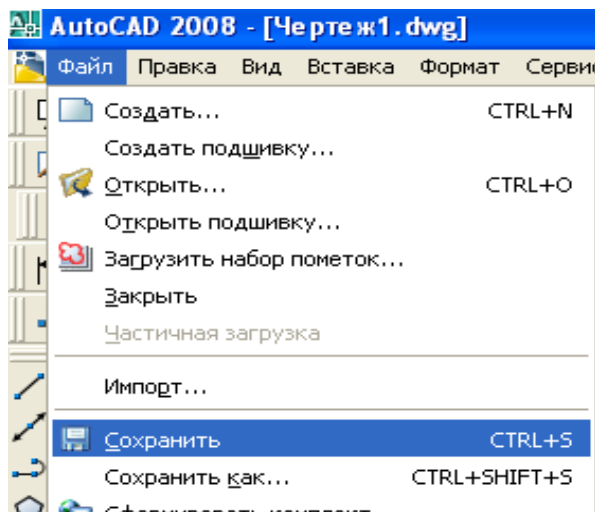 AutoCAD 2008 - [Чертеж1.dwg]
Файл Правка Вид Вставка Формат
Создать... CTRL+N
Создать подшивку...
Открыть... CTRL+O
Открыть подшивку...
Загрузить набор пометок...
Закрыть
Частичная загрузка
Импорт...
Сохранить CTRL+S
Сохранить как... CTRL+SHIFT+S